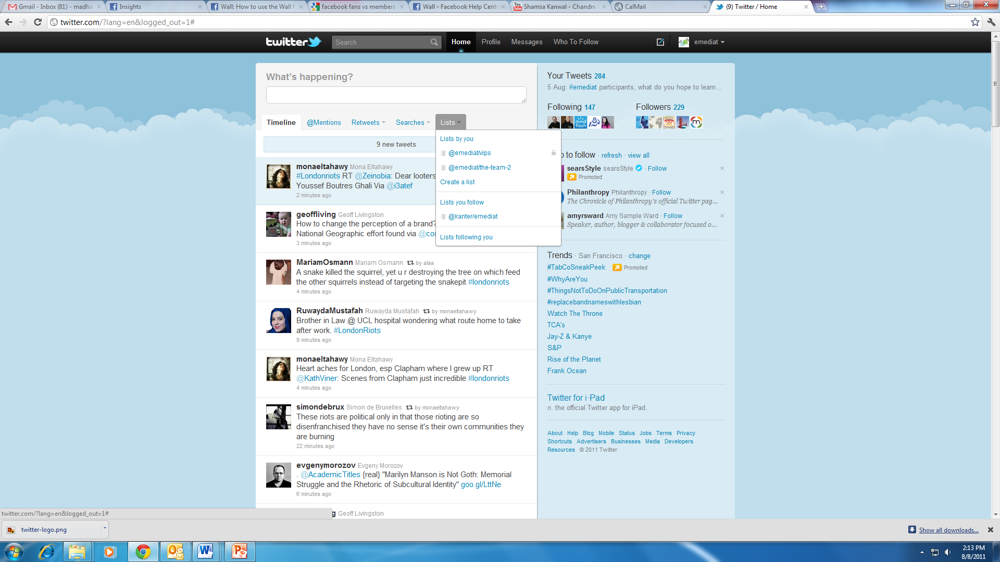 Gmail - Inbox (81) - madha
Insights
Wall: How to use the Wall f
facebook fans vs members
Wall - Facebook Help Cent
Shamsa Kanwal - Chandni
CalMail
(9) Twitter / Home
twitter.com/?lang=en&logged_out=1#
twitter
Search
Home
Profile
Messages
Who To Follow
emediat
What's happening?
Timeline
@Mentions
Retweets
Searches
Lists
9 new tweets
Lists by you
@emediat/vips
@emediat/the-team-2
Create a list
Lists you follow
@kanter/emediat
Lists following you
monaeltahawy Mona Eltahawy
#Londonriots RT @Zeinobia: Dear looters
Youssef Boutres Ghali Via @i3atef
2 minutes ago
geoffliving Geoff Livingston
How to change the perception of a brand?
National Geographic effort found via @co
3 minutes ago
MariamOsmann Mariam Osmann by alaa
A snake killed the squirrel, yet u r destroying the tree on which feed
the other squirrels instead of targeting the snakepit #londonriots
4 minutes ago
RuwaydaMustafah Ruwayda Mustafah by monaeltahawy
Brother in Law @ UCL hospital wondering what route home to take
after work. #LondonRiots
9 minutes ago
monaeltahawy Mona Eltahawy
Heart aches for London, esp Clapham where I grew up RT
@KathViner: Scenes from Clapham just incredible #londonriots
4 minutes ago
simondebrux Simon de Bruxelles by monaeltahawy
These riots are political only in that those rioting are so
disenfranchised they have no sense it's their own communities they
are burning
22 minutes ago
evgenymorozov Evgeny Morozov
. @AcademicTitles {real} "Marilyn Manson is Not Goth: Memorial
Struggle and the Rhetoric of Subcultural Identity" goo.gl/LttNe
6 minutes ago
g Geoff Livingston
Your Tweets 284
5 Aug: #emediat participants, what do you hope to learn...
Following 147
Followers 229
mind
flash
o to follow · refresh · view all
searsStyle searsStyle · Follow
Promoted
Philanthropy Philanthropy · Follow
The Chronicle of Philanthropy's official Twitter pag...
amyrsward Amy Sample Ward · Follow
Speaker, author, blogger & collaborator focused o...
Trends · San Francisco · change
#TabCoSneakPeek Promoted
#WhyAreYou
#ThingsNotToDoOnPublicTransportation
#replacebandnameswithlesbian
Watch The Throne
TCA's
Jay-Z & Kanye
S&P
Rise of the Planet
Frank Ocean
Twitter for i·Pad
n. the official Twitter app for iPad.
About Help Blog Mobile Status Jobs Terms Privacy
Shortcuts Advertisers Businesses Media Developers
Resources © 2011 Twitter
twitter.com/?lang=en&logged_out=1#
twitter-logo.png
Show all downloads...
2:13 PM
8/8/2011